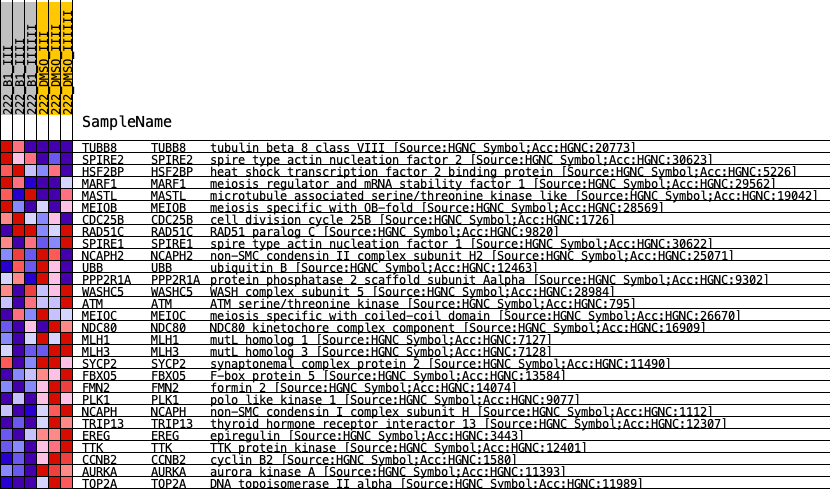 222_B1_III
222_B1_IIII
222_B1_IIIIII
222_DMSO_III
222_DMSO_IIII
222_DMSO_IIIIII
SampleName
TUBB8 TUBB8 tubulin beta 8 class VIII [Source:HGNC Symbol;Acc:HGNC:20773]
SPIRE2 SPIRE2 spire type actin nucleation factor 2 [Source:HGNC Symbol;Acc:HGNC:30623]
HSF2BP HSF2BP heat shock transcription factor 2 binding protein [Source:HGNC Symbol;Acc:HGNC:5226]
MARF1 MARF1 meiosis regulator and mRNA stability factor 1 [Source:HGNC Symbol;Acc:HGNC:29562]
MASTL MASTL microtubule associated serine/threonine kinase like [Source:HGNC Symbol;Acc:HGNC:19042]
MEIOB MEIOB meiosis specific with OB-fold [Source:HGNC Symbol;Acc:HGNC:28569]
CDC25B CDC25B cell division cycle 25B [Source:HGNC Symbol;Acc:HGNC:1726]
RAD51C RAD51C RAD51 paralog C [Source:HGNC Symbol;Acc:HGNC:9820]
SPIRE1 SPIRE1 spire type actin nucleation factor 1 [Source:HGNC Symbol;Acc:HGNC:30622]
NCAPH2 NCAPH2 non-SMC condensin II complex subunit H2 [Source:HGNC Symbol;Acc:HGNC:25071]
UBB UBB ubiquitin B [Source:HGNC Symbol;Acc:HGNC:12463]
PPP2R1A PPP2R1A protein phosphatase 2 scaffold subunit Aalpha [Source:HGNC Symbol;Acc:HGNC:9302]
WASHC5 WASHC5 WASH complex subunit 5 [Source:HGNC Symbol;Acc:HGNC:28984]
ATM ATM ATM serine/threonine kinase [Source:HGNC Symbol;Acc:HGNC:795]
MEIOC MEIOC meiosis specific with coiled-coil domain [Source:HGNC Symbol;Acc:HGNC:26670]
NDC80 NDC80 NDC80 kinetochore complex component [Source:HGNC Symbol;Acc:HGNC:16909]
MLH1 MLH1 mutL homolog 1 [Source:HGNC Symbol;Acc:HGNC:7127]
MLH3 MLH3 mutL homolog 3 [Source:HGNC Symbol;Acc:HGNC:7128]
SYCP2 SYCP2 synaptonemal complex protein 2 [Source:HGNC Symbol;Acc:HGNC:11490]
FBXO5 FBXO5 F-box protein 5 [Source:HGNC Symbol;Acc:HGNC:13584]
FMN2 FMN2 formin 2 [Source:HGNC Symbol;Acc:HGNC:14074]
PLK1 PLK1 polo like kinase 1 [Source:HGNC Symbol;Acc:HGNC:9077]
NCAPH NCAPH non-SMC condensin I complex subunit H [Source:HGNC Symbol;Acc:HGNC:1112]
TRIP13 TRIP13 thyroid hormone receptor interactor 13 [Source:HGNC Symbol;Acc:HGNC:12307]
EREG EREG epiregulin [Source:HGNC Symbol;Acc:HGNC:3443]
TTK TTK TTK protein kinase [Source:HGNC Symbol;Acc:HGNC:12401]
CCNB2 CCNB2 cyclin B2 [Source:HGNC Symbol;Acc:HGNC:1580]
AURKA AURKA aurora kinase A [Source:HGNC Symbol;Acc:HGNC:11393]
TOP2A TOP2A DNA topoisomerase II alpha [Source:HGNC Symbol;Acc:HGNC:11989]